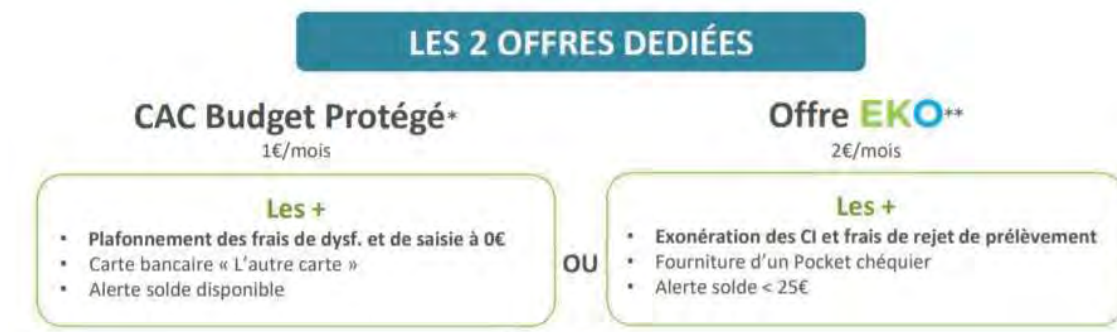 LES 2 OFFRES DEDIÉES
CAC Budget Protégé*
1€/mois
Les +
• Plafonnement des frais de dysf. et de saisie à 0€
• Carte bancaire « L'autre carte »
• Alerte solde disponible
OU
Offre EKO**
2€/mois
Les +
• Exonération des CI et frais de rejet de prélèvement
• Fourniture d'un Pocket chéquier
• Alerte solde < 25€